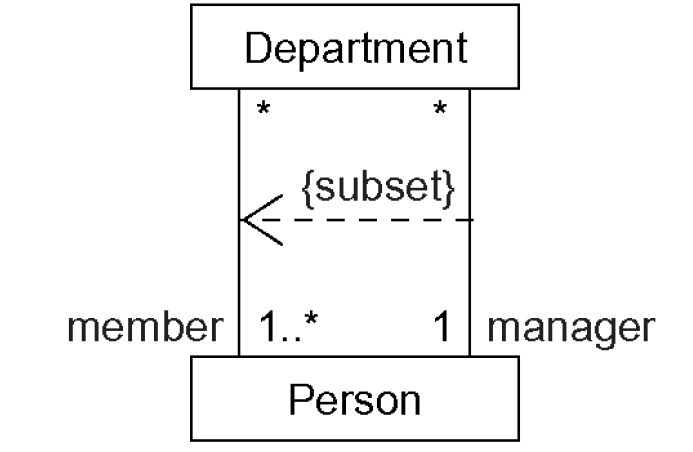 Department
* *
{subset}
member 1..* 1 manager
Person